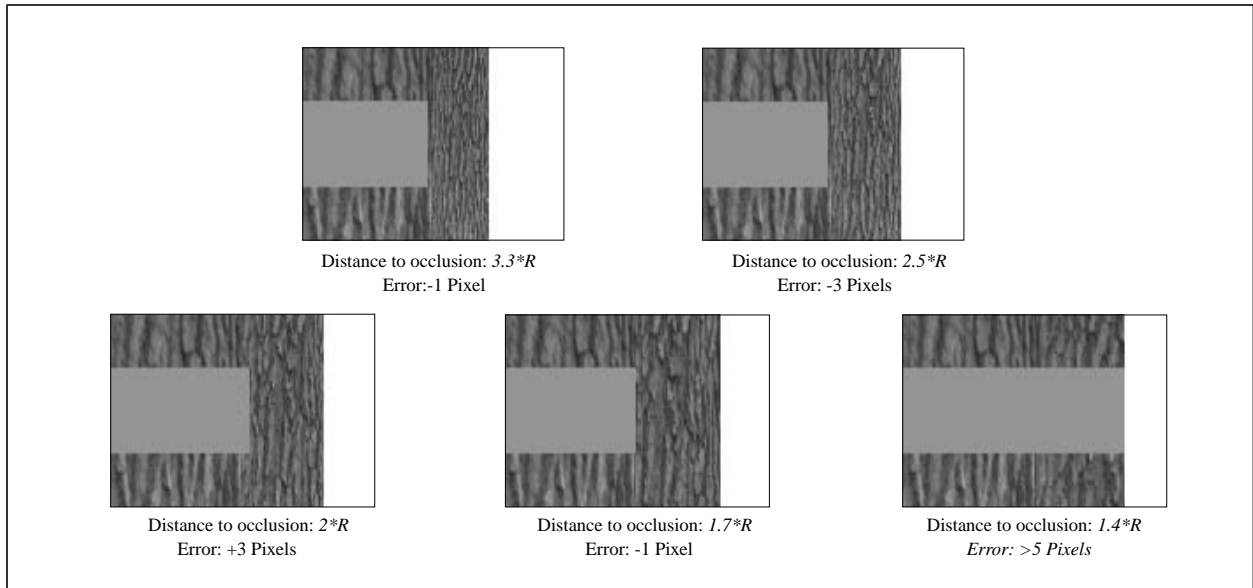 Distance to occlusion: 3.3*R
Error:-1 Pixel
Distance to occlusion: 2.5*R
Error: -3 Pixels
Distance to occlusion: 2*R
Error: +3 Pixels
Distance to occlusion: 1.7*R
Error: -1 Pixel
Distance to occlusion: 1.4*R
Error: >5 Pixels